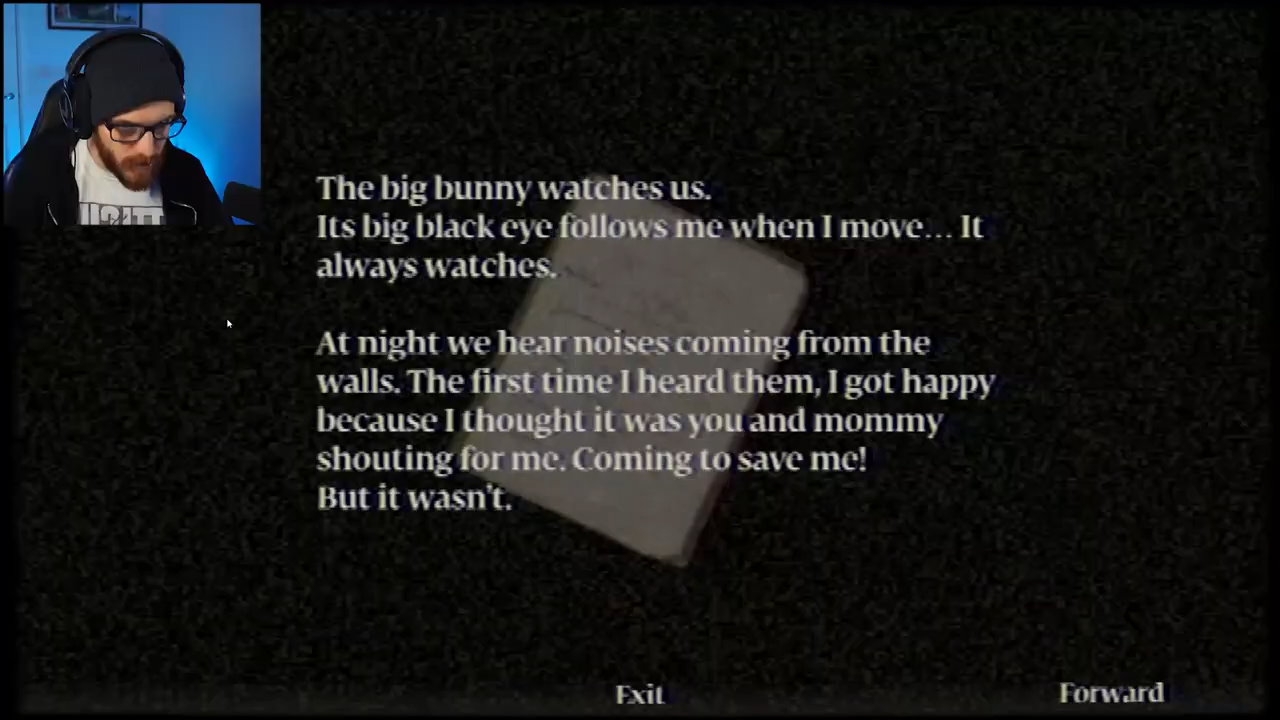 The big bunny watches us.
Its big black eye follows me when I move... It
always watches.
At night we hear noises coming from the
walls. The first time I heard them, I got happy
because I thought it was you and mommy
shouting for me. Coming to save me!
But it wasn't.
Exit
Forward